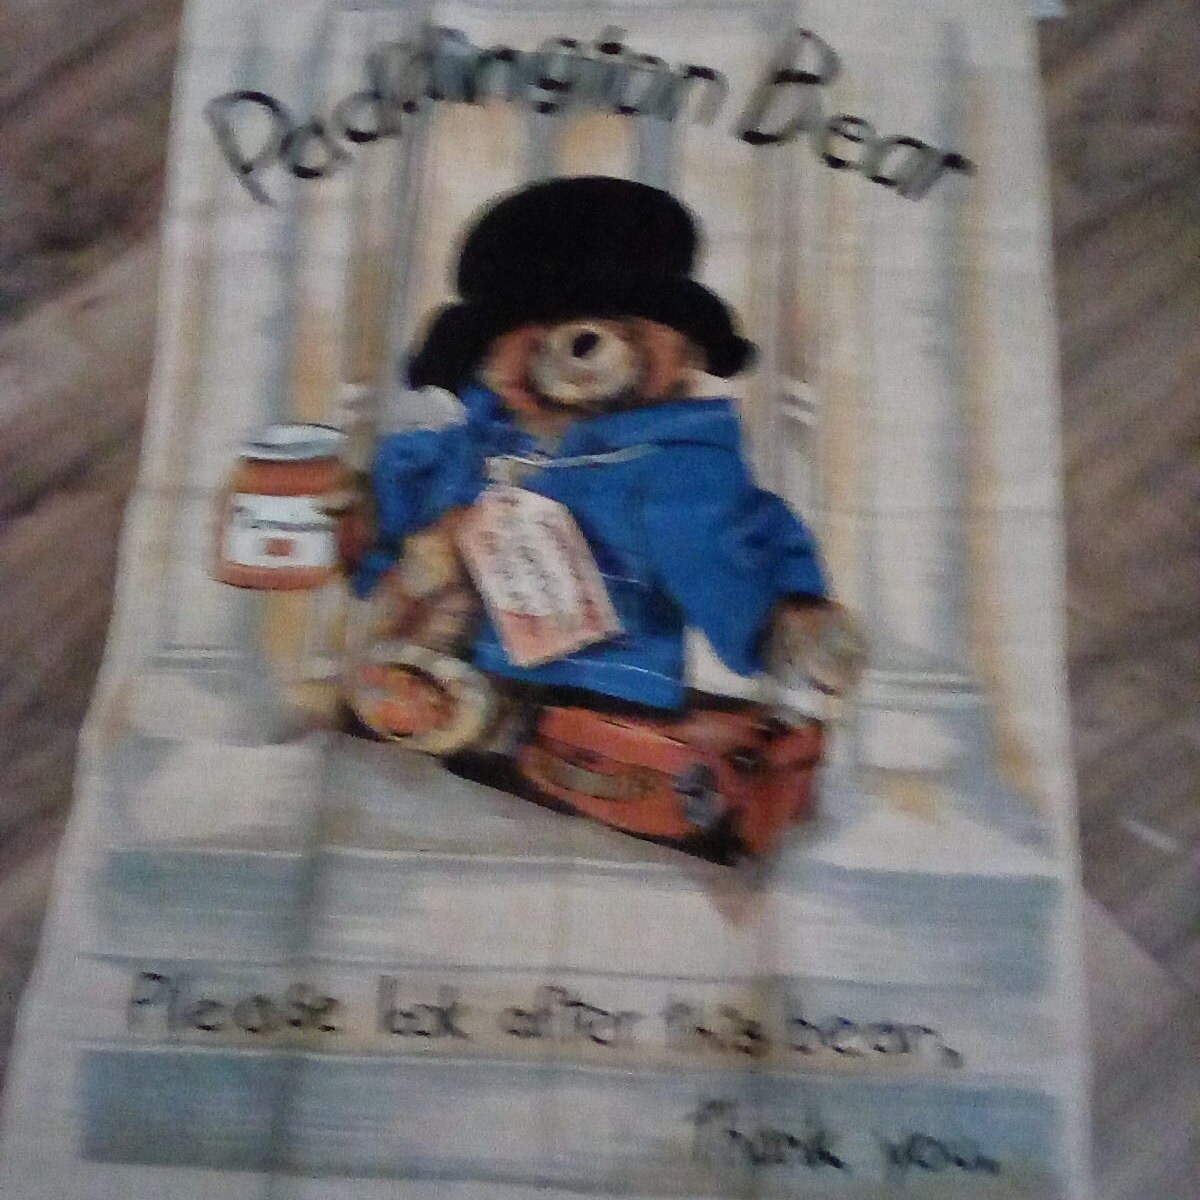 Paddington Bear
Please look after this bear.
Thank you.